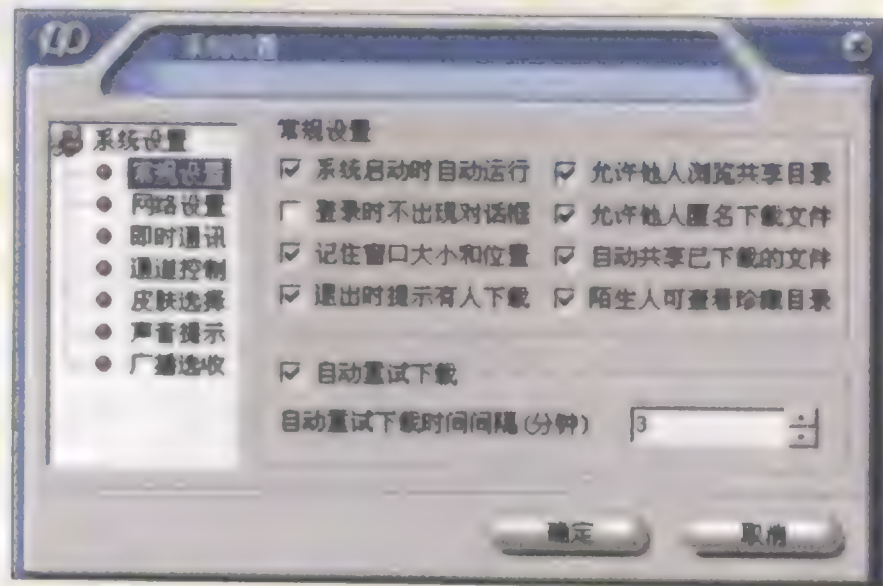 系统设置
系统设置
常规设置
网络设置
即时通讯
通道控制
皮肤选择
声音提示
广播选收
常规设置
系统启动时自动运行
允许他人浏览共享目录
登录时不出现对话框
允许他人匿名下载文件
记住窗口大小和位置
自动共享已下载的文件
退出时提示有人下载
陌生人可查看珍藏目录
自动重试下载
自动重试下载时间间隔(分钟)
3
确定
取消